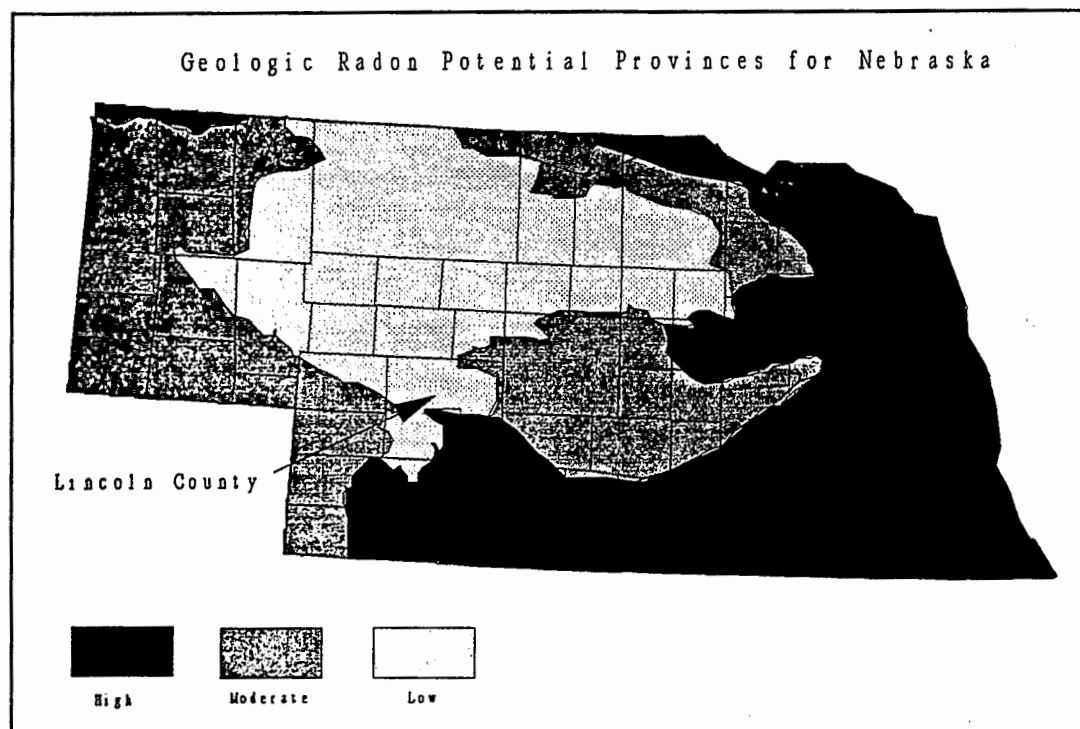 Geologic Radon Potential Provinces for Nebraska
Lincoln County
High
Moderate
Low